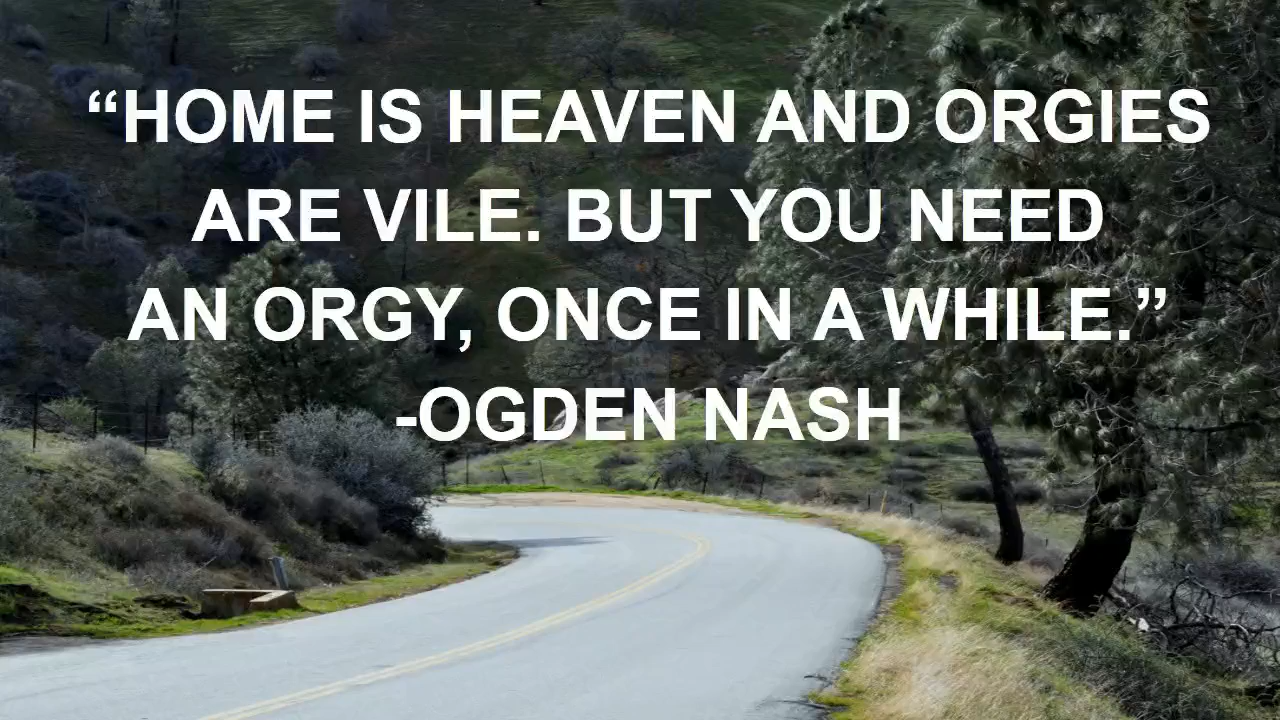 “HOME IS HEAVEN AND ORGIES
ARE VILE. BUT YOU NEED
AN ORGY, ONCE IN A WHILE.”
-OGDEN NASH